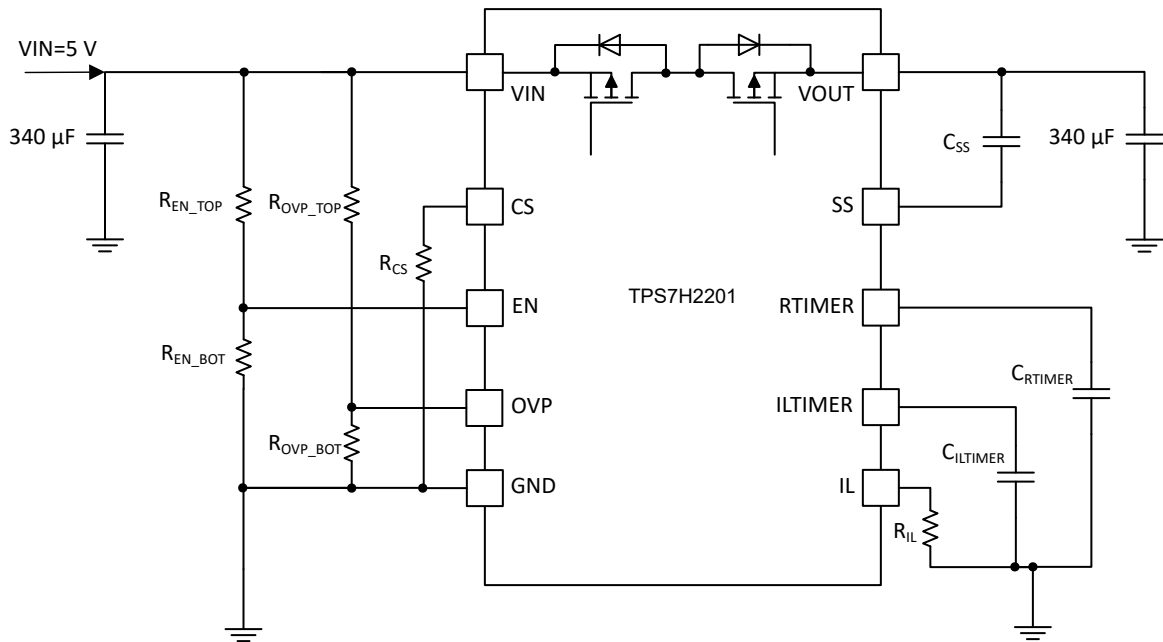 VIN=5 V
340 µF
R_EN_TOP
R_OVP_TOP
R_EN_BOT
R_OVP_BOT
R_CS
VIN
CS
EN
OVP
GND
TPS7H2201
VOUT
SS
RTIMER
ILTIMER
IL
C_SS
340 µF
C_RTIMER
C_ILTIMER
R_IL